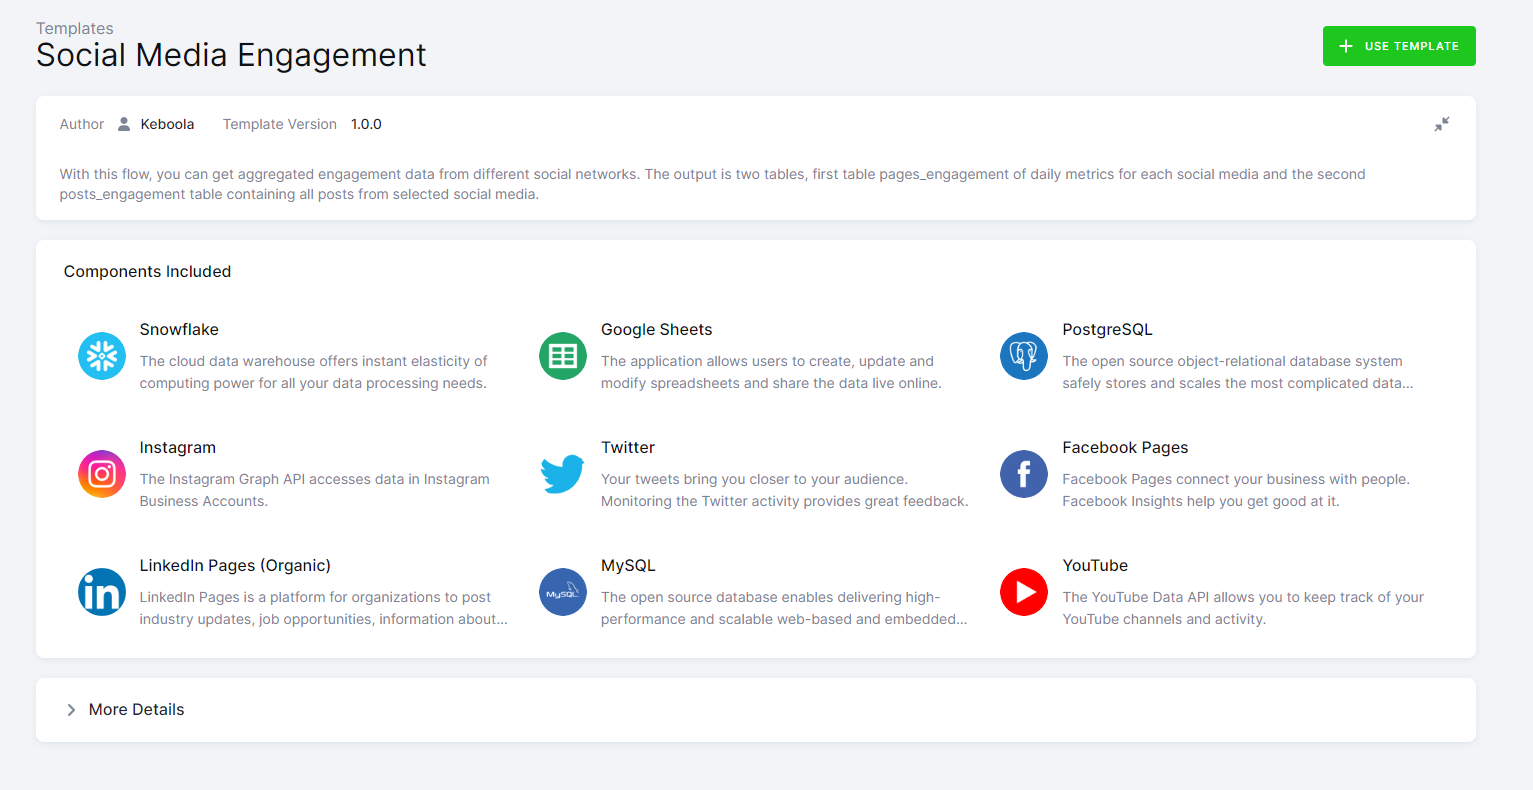 Templates
Social Media Engagement
USE TEMPLATE
Author Keboola Template Version 1.0.0
With this flow, you can get aggregated engagement data from different social networks. The output is two tables, first table pages_engagement of daily metrics for each social media and the second
posts_engagement table containing all posts from selected social media.
Components Included
Snowflake
The cloud data warehouse offers instant elasticity of
computing power for all your data processing needs.
Google Sheets
The application allows users to create, update and
modify spreadsheets and share the data live online.
PostgreSQL
The open source object-relational database system
safely stores and scales the most complicated data...
Instagram
The Instagram Graph API accesses data in Instagram
Business Accounts.
Twitter
Your tweets bring you closer to your audience.
Monitoring the Twitter activity provides great feedback.
f
Facebook Pages
Facebook Pages connect your business with people.
Facebook Insights help you get good at it.
in
LinkedIn Pages (Organic)
LinkedIn Pages is a platform for organizations to post
industry updates, job opportunities, information about...
MySQL
MySQL
The open source database enables delivering high-
performance and scalable web-based and embedded...
YouTube
The YouTube Data API allows you to keep track of your
YouTube channels and activity.
More Details